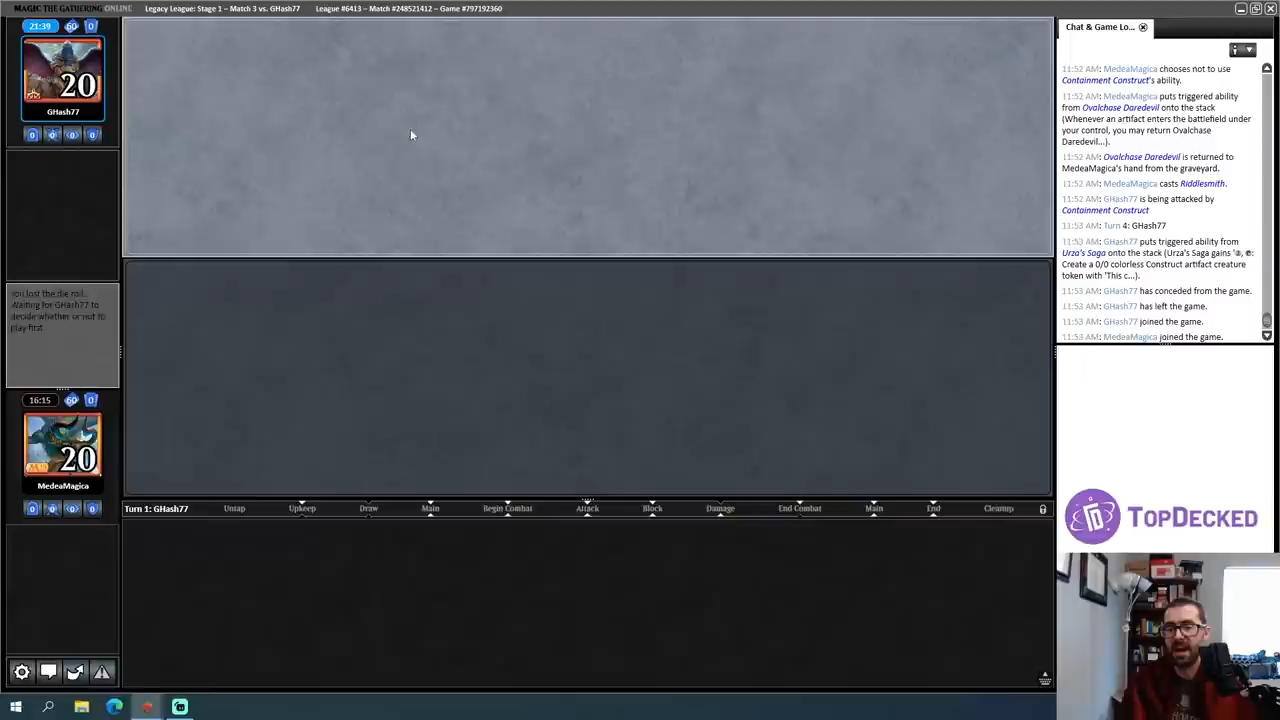 MAGIC THE GATHERING ONLINE
Legacy League: Stage 1 – Match 3 vs. GHash77
League #6413 – Match #248521412 – Game #797192360
21:39
60
0
20
GHash77
0
0
0
0
You lost the die roll.
Waiting for GHash77 to
decide whether or not to
play first.
16:15
60
0
20
MedeaMagica
0
0
0
0
Turn 1: GHash77
Untap
Upkeep
Draw
Main
Begin Combat
Attack
Block
Damage
End Combat
Main
End
Cleanup
Chat & Game Lo...
11:52 AM: MedeaMagica chooses not to use
Containment Construct's ability.
11:52 AM: MedeaMagica puts triggered ability
from Ovalchase Daredevil onto the stack
(Whenever an artifact enters the battlefield under
your control, you may return Ovalchase
Daredevil...).
11:52 AM: Ovalchase Daredevil is returned to
MedeaMagica's hand from the graveyard.
11:52 AM: MedeaMagica casts Riddlesmith.
11:52 AM: GHash77 is being attacked by
Containment Construct
11:53 AM: Turn 4: GHash77
11:53 AM: GHash77 puts triggered ability from
Urza's Saga onto the stack (Urza's Saga gains '
Create a 0/0 colorless Construct artifact creature
token with 'This c...).
11:53 AM: GHash77 has conceded from the game.
11:53 AM: GHash77 has left the game.
11:53 AM: GHash77 joined the game.
11:53 AM: MedeaMagica joined the game.
TOPDECKED